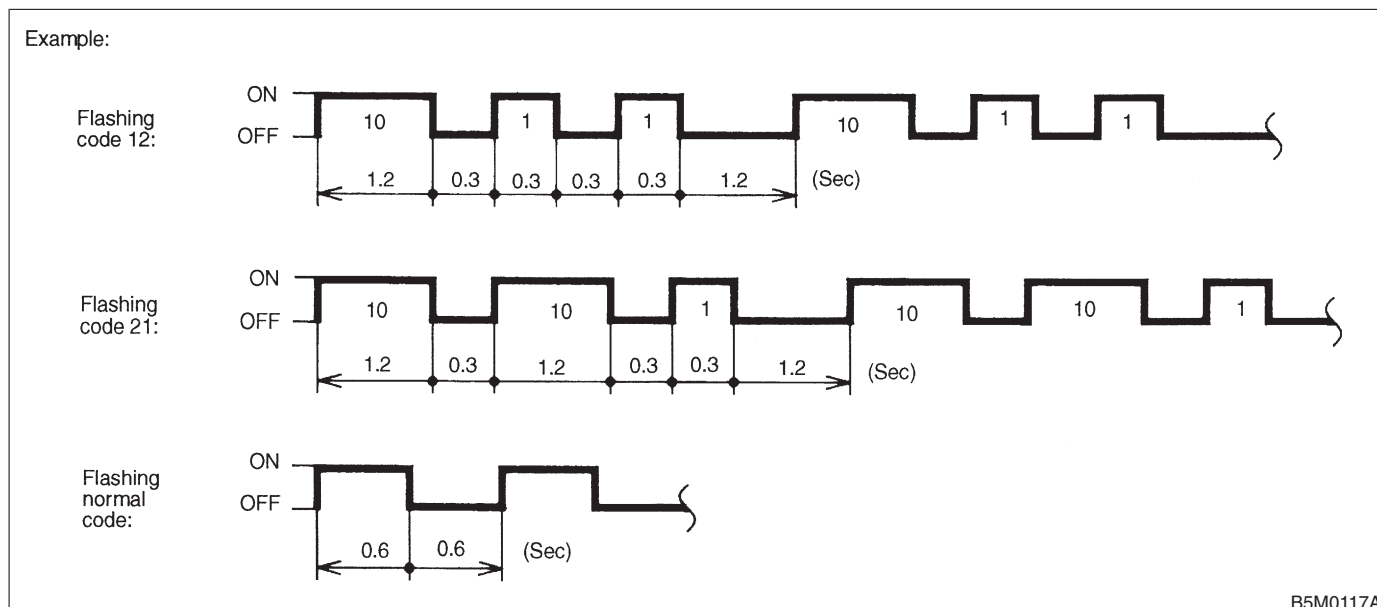 Example:
Flashing
code 12:
ON
OFF
10
1
1
10
1
1
1.2
0.3
0.3
0.3
0.3
1.2
(Sec)
Flashing
code 21:
ON
OFF
10
10
1
10
10
1
1.2
0.3
1.2
0.3
0.3
1.2
(Sec)
Flashing
normal
code:
ON
OFF
0.6
0.6
(Sec)
B5M0117A